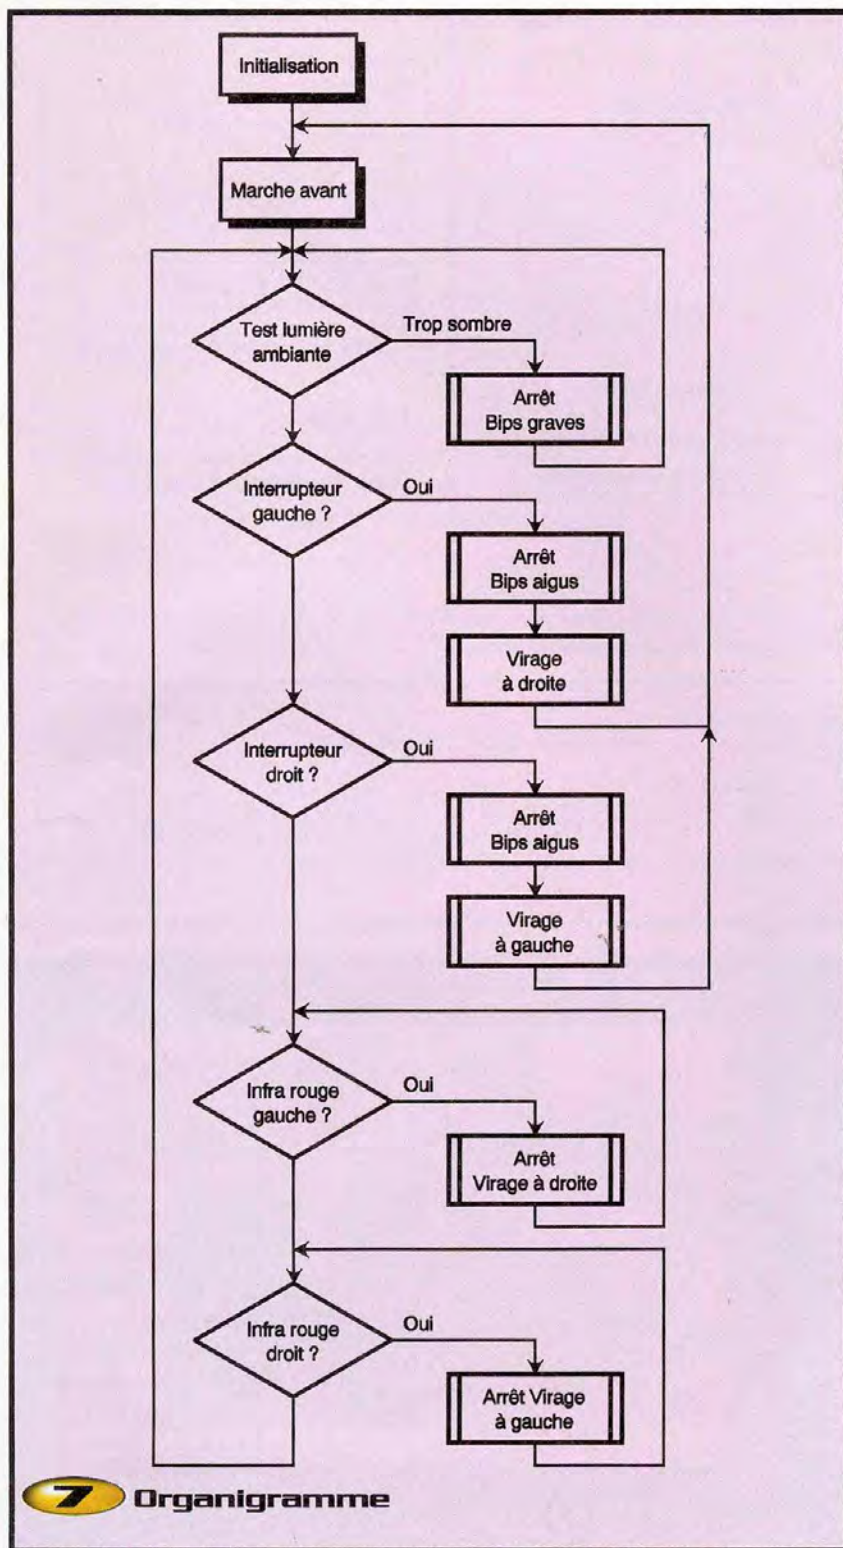 Initialisation
Marche avant
Test lumière
ambiante
Trop sombre
Arrêt
Bips graves
Interrupteur
gauche ?
Oui
Arrêt
Bips aigus
Virage
à droite
Interrupteur
droit ?
Oui
Arrêt
Bips aigus
Virage
à gauche
Infra rouge
gauche ?
Oui
Arrêt
Virage à droite
Infra rouge
droit ?
Oui
Arrêt Virage
à gauche
7 Organigramme